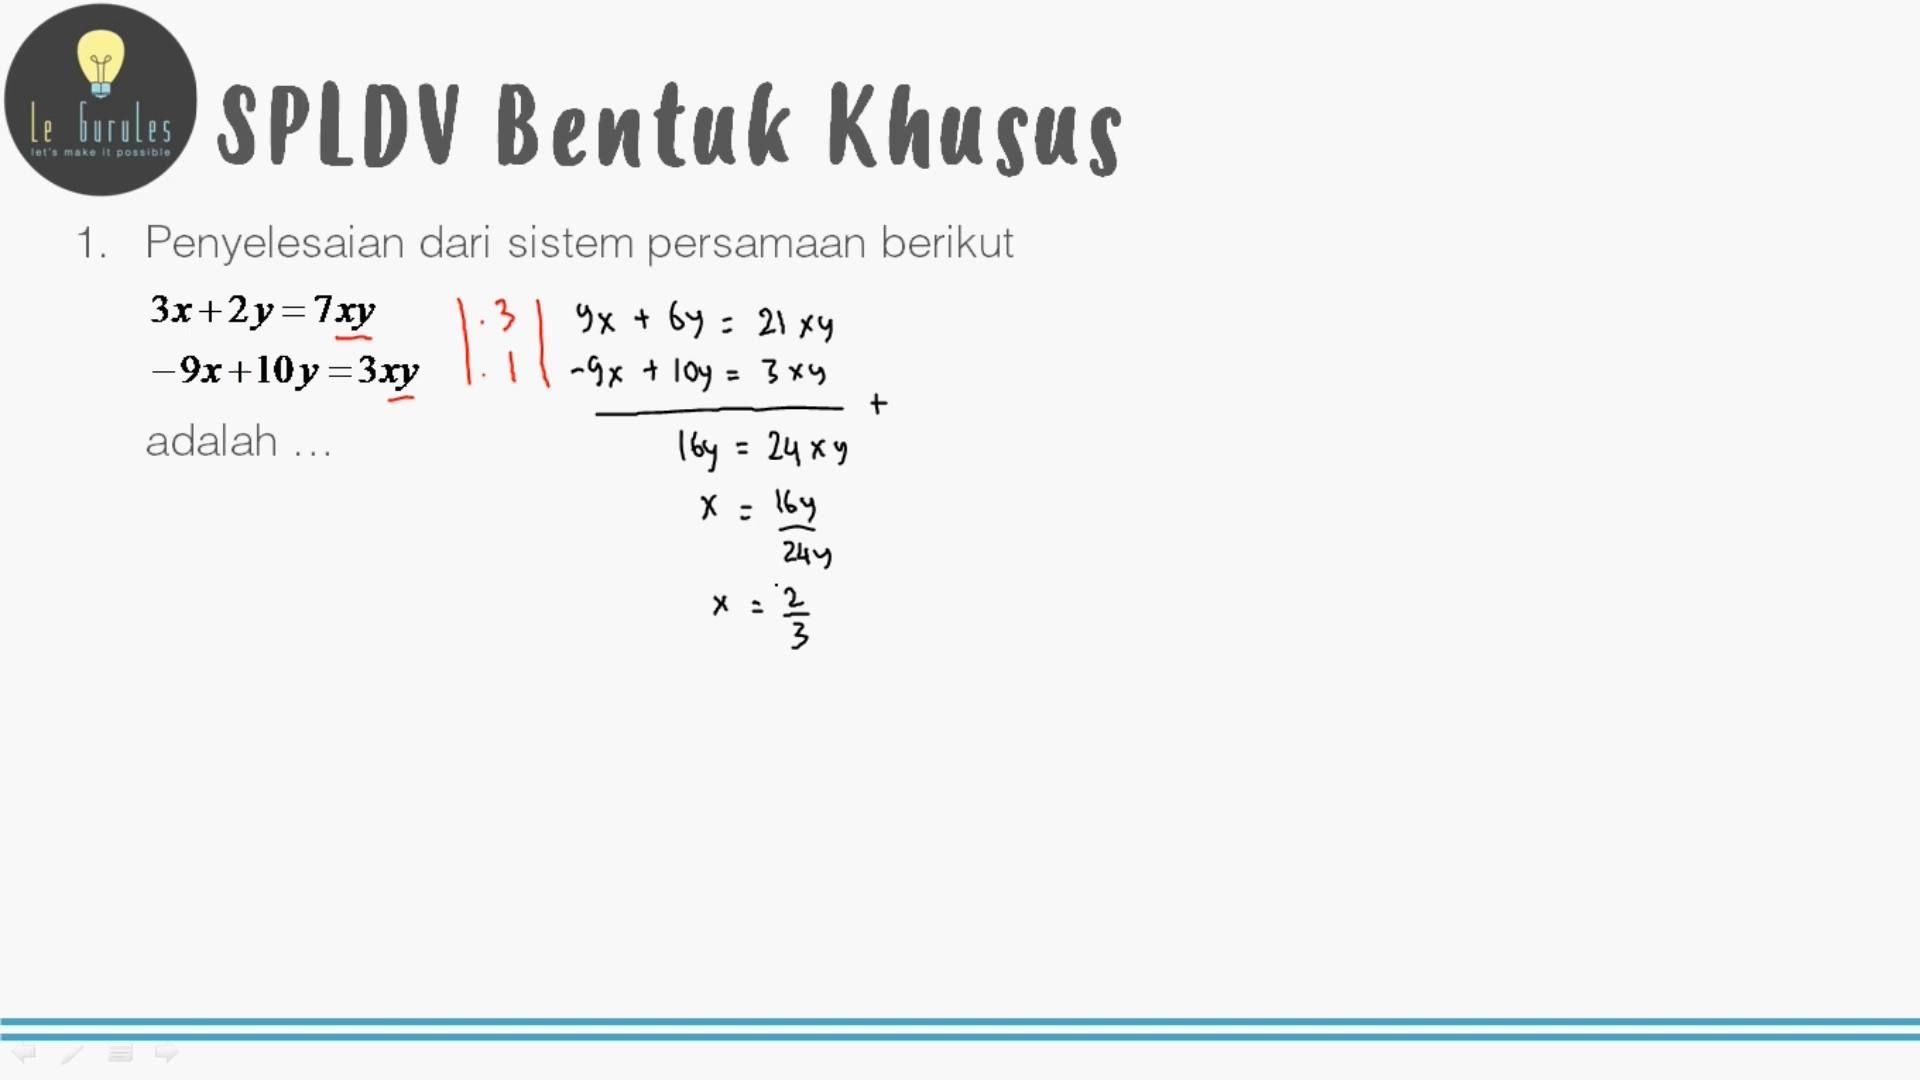 Le Gurules
let's make it possible
SPLDV Bentuk Khusus
1. Penyelesaian dari sistem persamaan berikut
3x+2y=7xy |.3| 9x + 6y = 21xy
−9x+10y=3xy |.1| -9x + 10y = 3xy
+
adalah ...
16y = 24xy
x = 16y/24y
x = 2/3